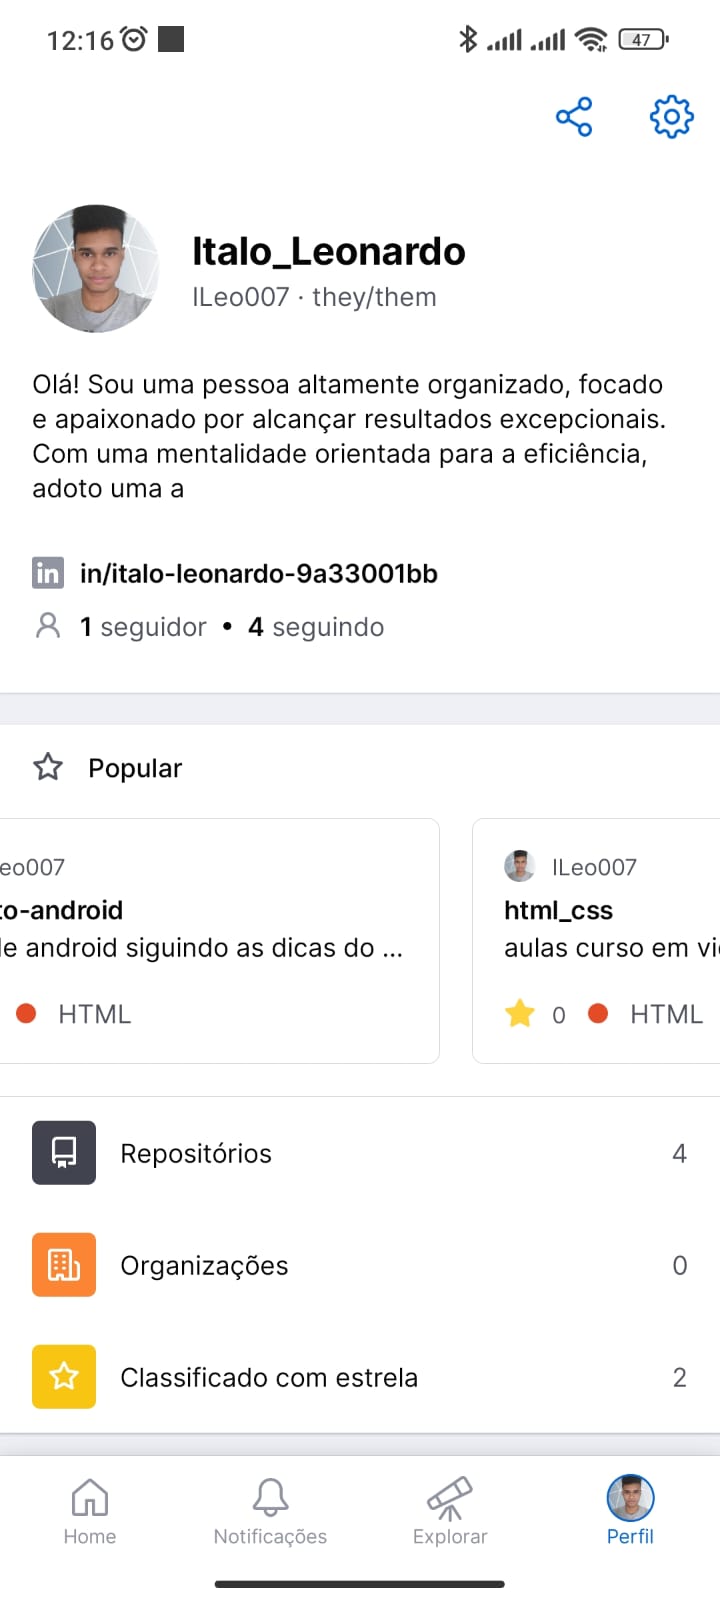 12:16
47
Italo_Leonardo
ILeo007 · they/them
Olá! Sou uma pessoa altamente organizado, focado
e apaixonado por alcançar resultados excepcionais.
Com uma mentalidade orientada para a eficiência,
adoto uma a
in/italo-leonardo-9a33001bb
1 seguidor • 4 seguindo
Popular
eo007
to-android
de android siguindo as dicas do ...
HTML
ILeo007
html_css
aulas curso em vi
0 HTML
Repositórios 4
Organizações 0
Classificado com estrela 2
Home
Notificações
Explorar
Perfil